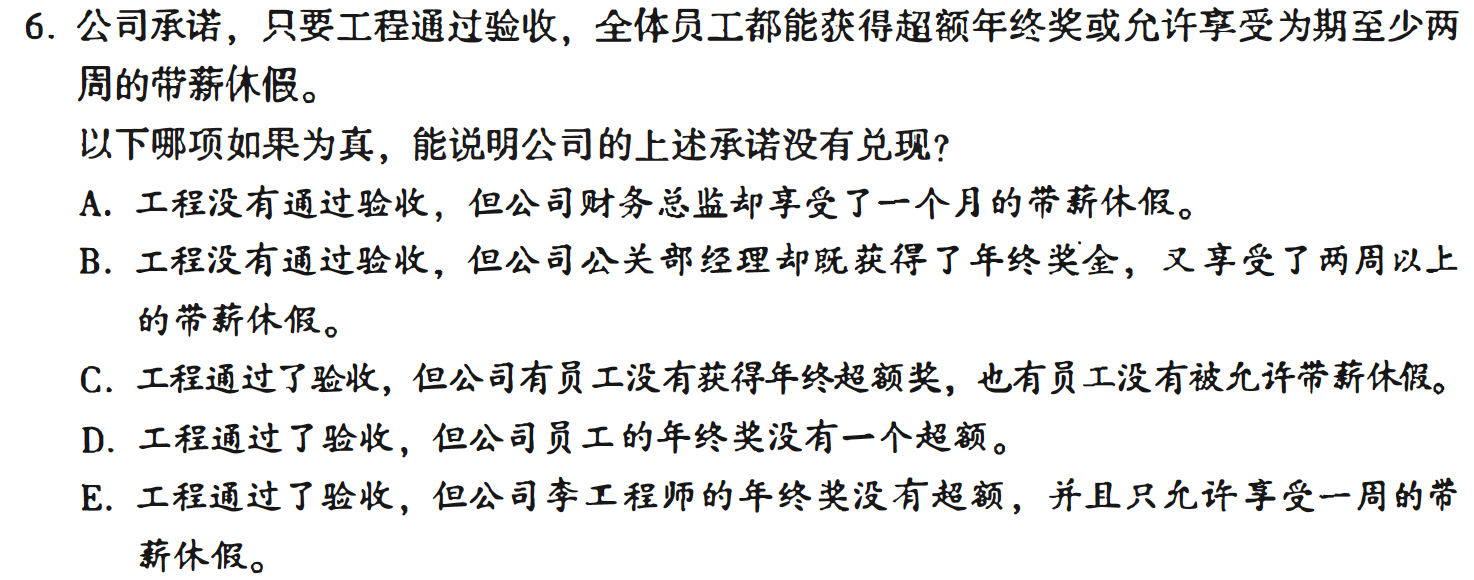 6. 公司承诺，只要工程通过验收，全体员工都能获得超额年终奖或允许享受为期至少两
周的带薪休假。
以下哪项如果为真，能说明公司的上述承诺没有兑现？
A. 工程没有通过验收，但公司财务总监却享受了一个月的带薪休假。
B. 工程没有通过验收，但公司公关部经理却既获得了年终奖金，又享受了两周以上
的带薪休假。
C. 工程通过了验收，但公司有员工没有获得年终超额奖，也有员工没有被允许带薪休假。
D. 工程通过了验收，但公司员工的年终奖没有一个超额。
E. 工程通过了验收，但公司李工程师的年终奖没有超额，并且只允许享受一周的带
薪休假。